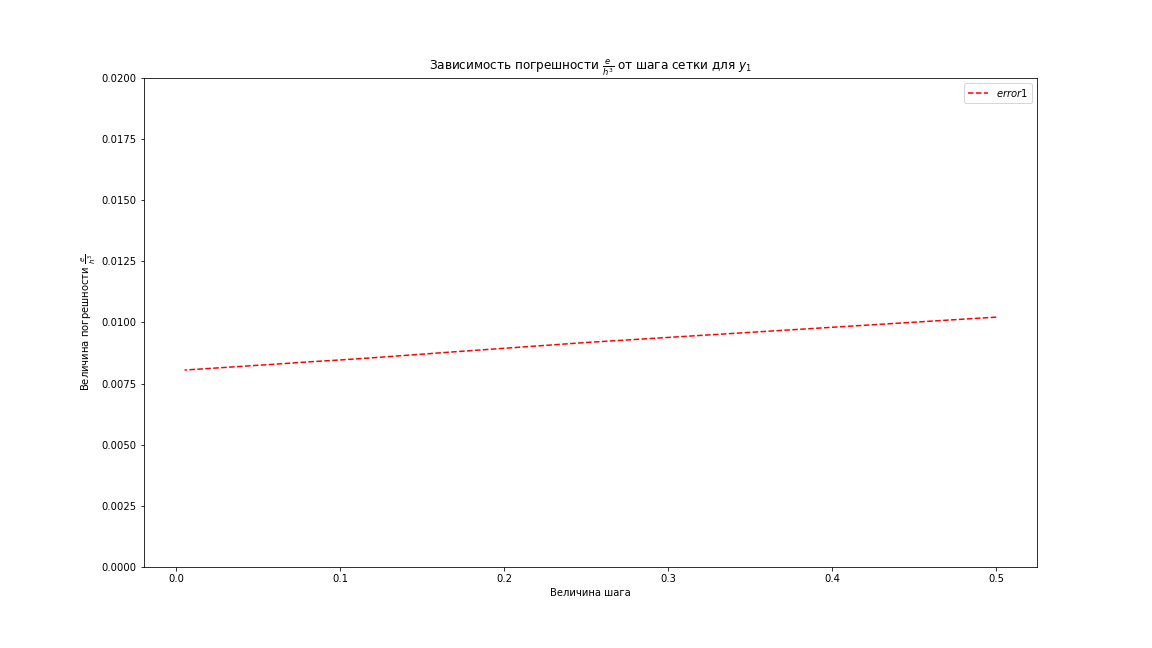 Зависимость погрешности e/h³ от шага сетки для y₁
error1
Величина погрешности e/h³
0.0200
0.0175
0.0150
0.0125
0.0100
0.0075
0.0050
0.0025
0.0000
0.0 0.1 0.2 0.3 0.4 0.5
Величина шага